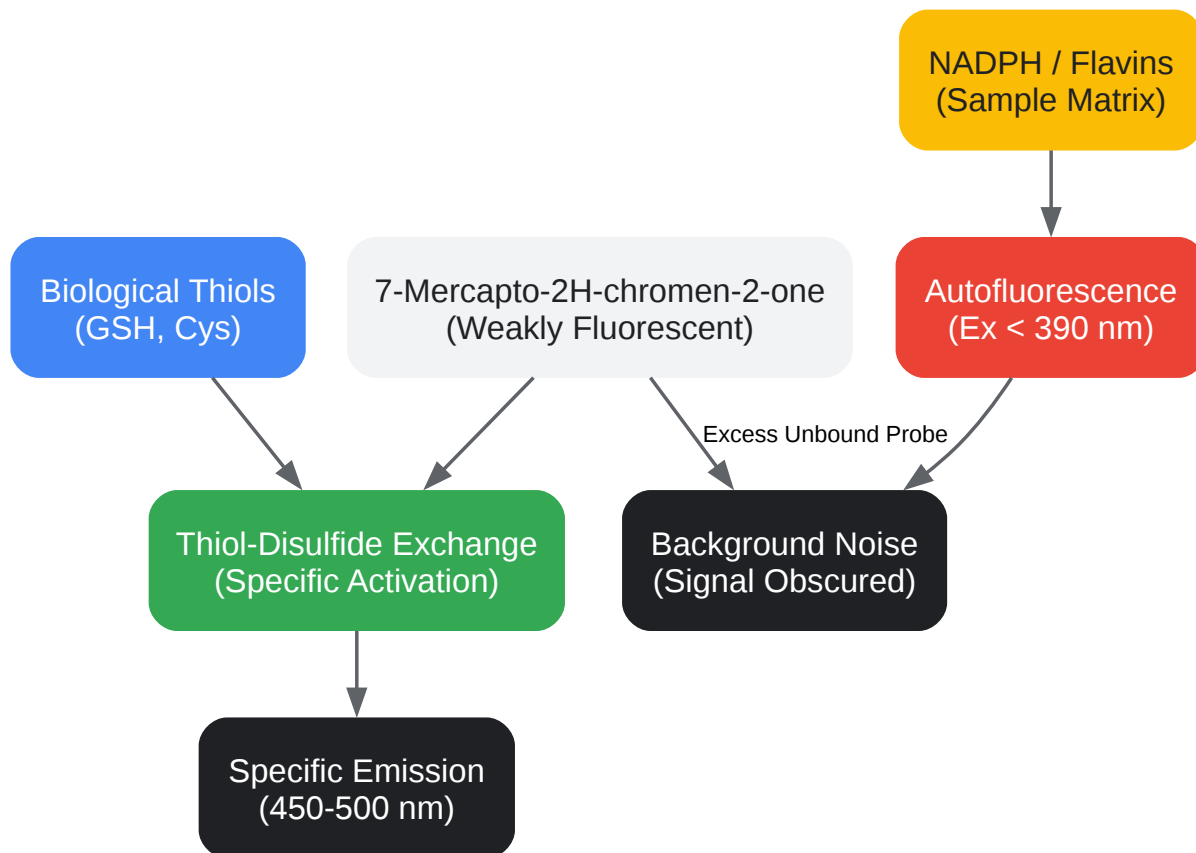 NADPH / Flavins
(Sample Matrix)
Biological Thiols
(GSH, Cys)
7-Mercapto-2H-chromen-2-one
(Weakly Fluorescent)
Autofluorescence
(Ex < 390 nm)
Excess Unbound Probe
Thiol-Disulfide Exchange
(Specific Activation)
Background Noise
(Signal Obscured)
Specific Emission
(450-500 nm)